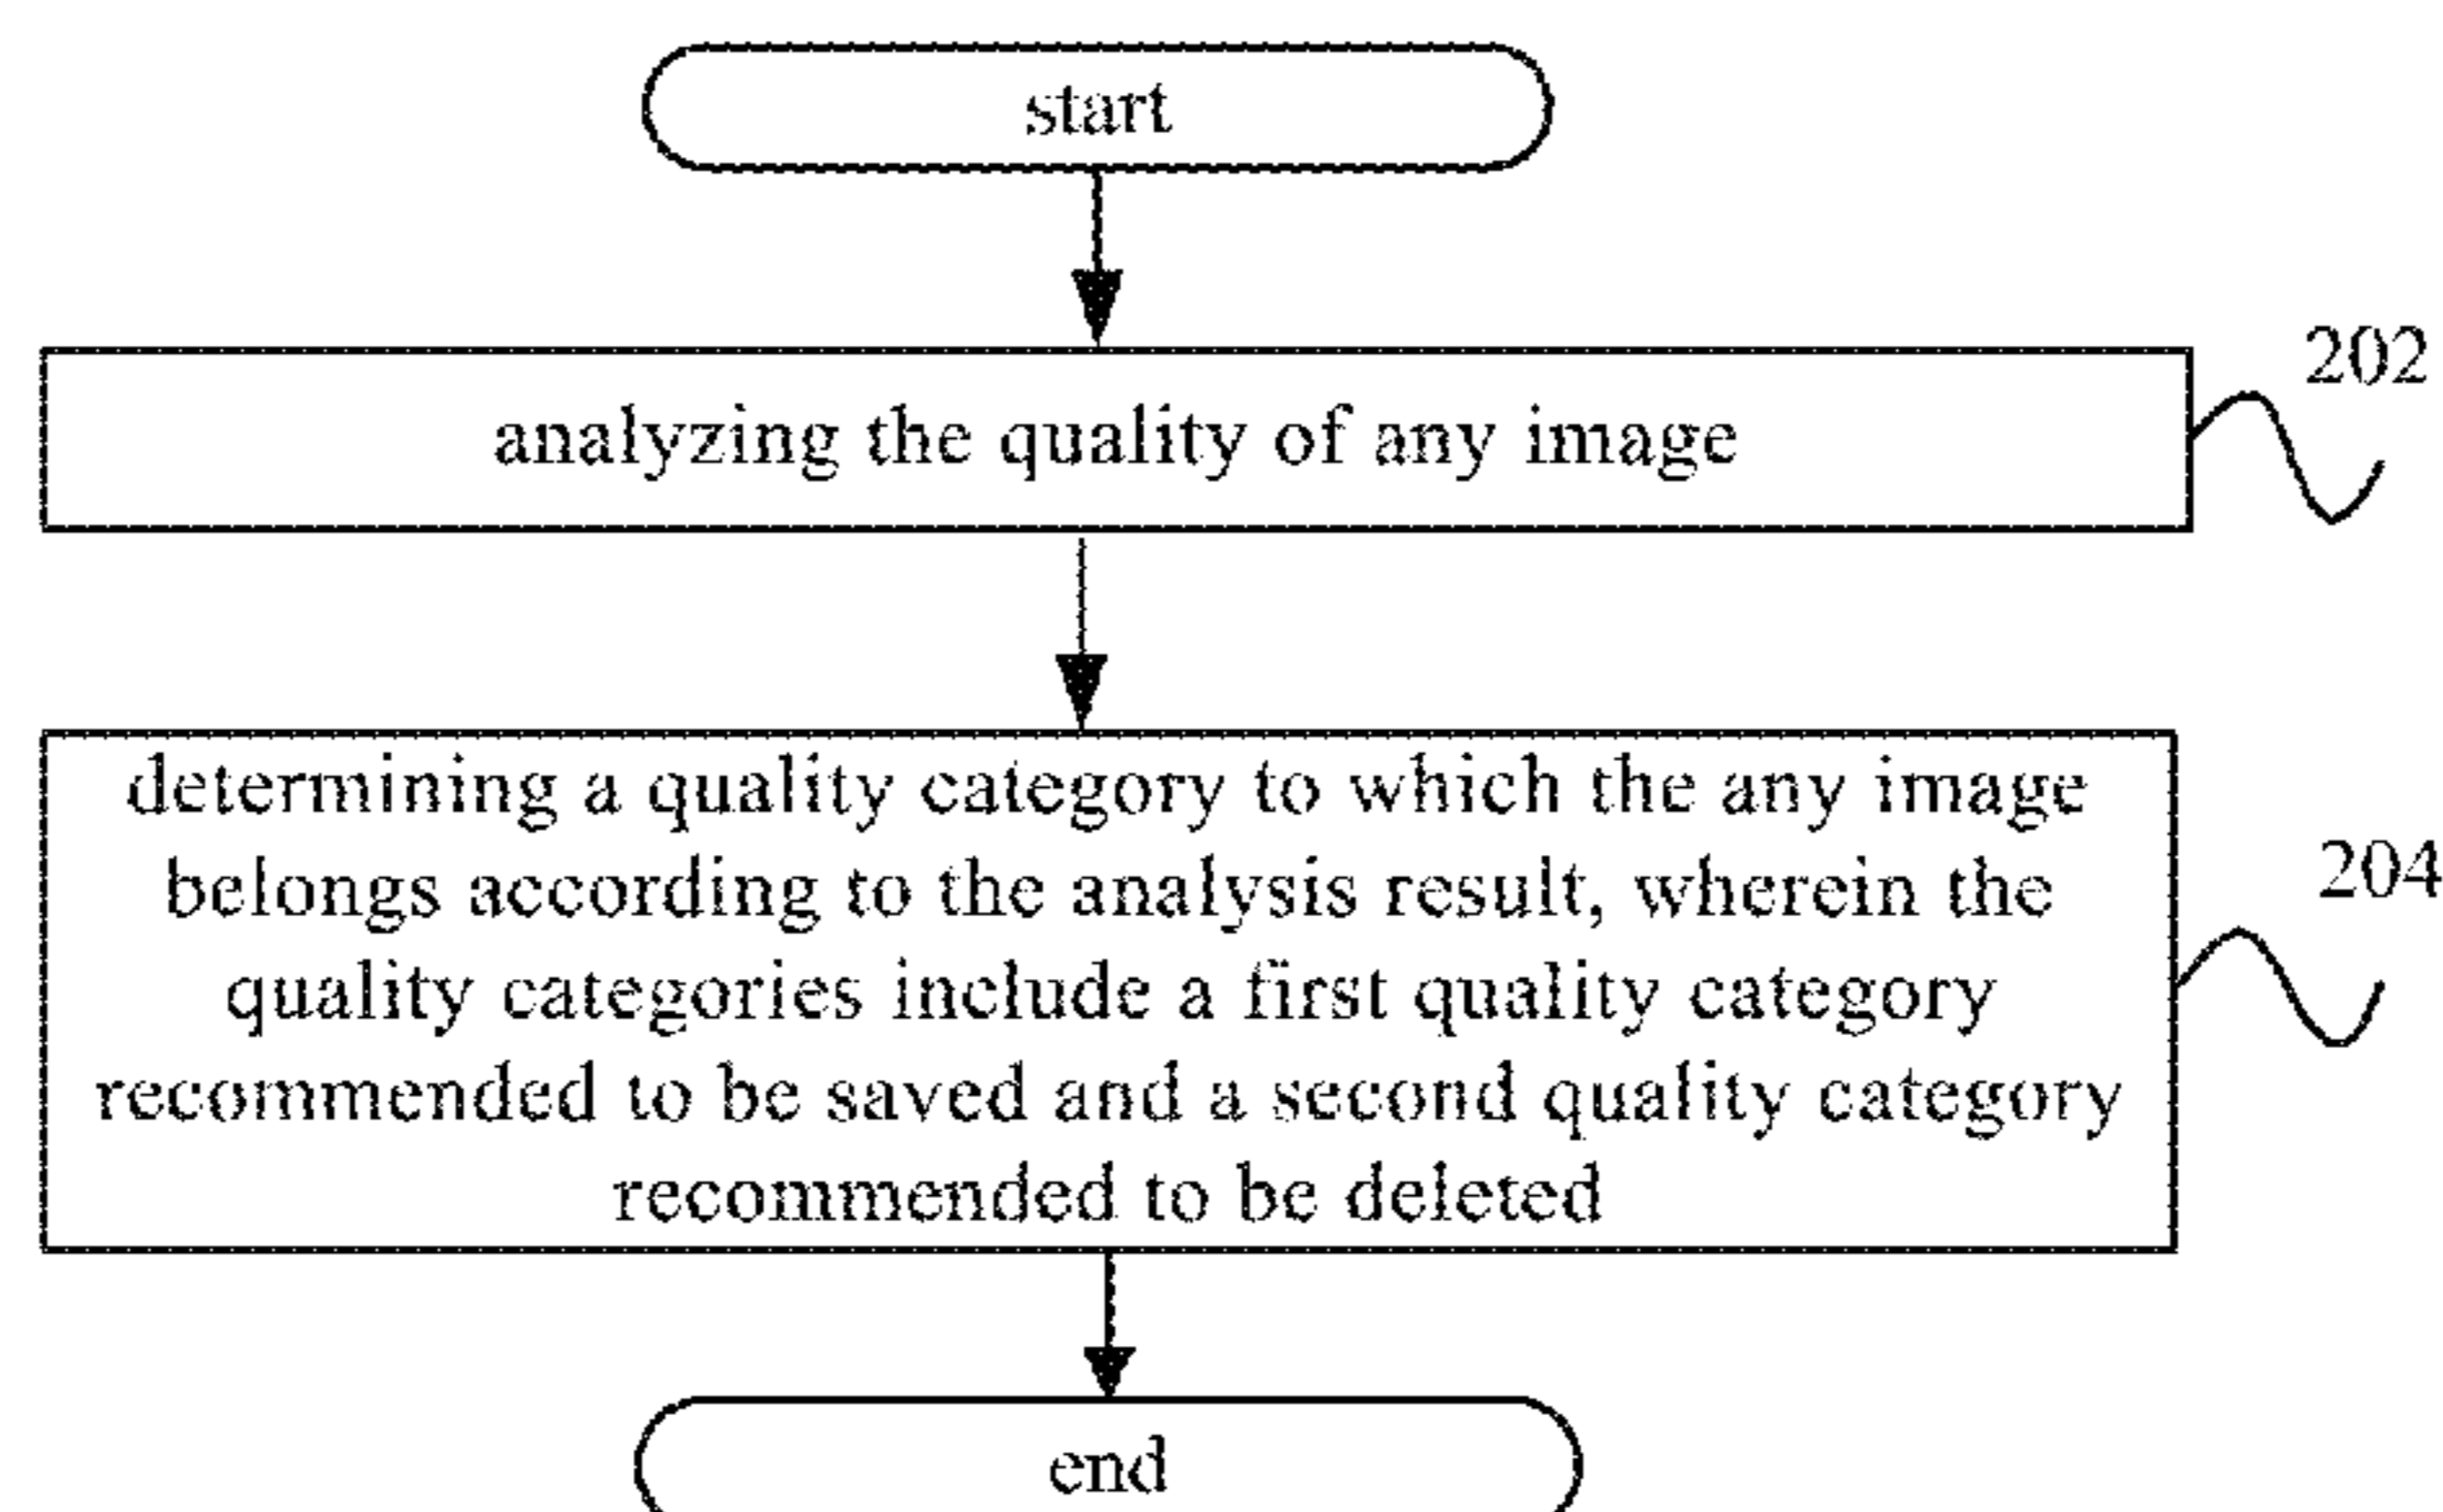 start
202
analyzing the quality of any image
determining a quality category to which the any image
belongs according to the analysis result, wherein the
204
quality categories include a first quality category
recommended to be saved and a second quality category
recommended to be deleted
end